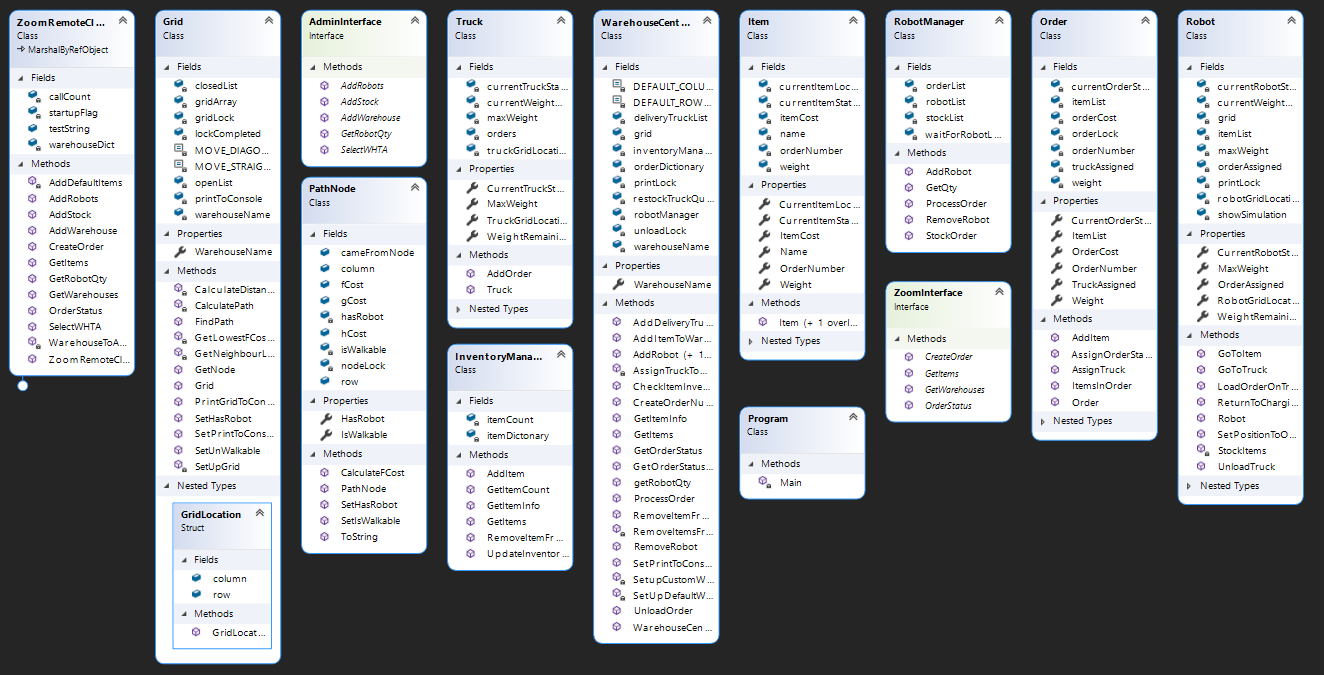 ZoomRemoteCl...
Class
MarshalByRefObject
Fields
callCount
startupFlag
testString
warehouseDict
Methods
AddDefaultItems
AddRobots
AddStock
AddWarehouse
CreateOrder
GetItems
GetRobotQty
GetWarehouses
OrderStatus
SelectWHTA
WarehouseToA...
ZoomRemoteCl...
Grid
Class
Fields
closedList
gridArray
gridLock
lockCompleted
MOVE_DIAGO...
MOVE_STRAIG...
openList
printToConsole
warehouseName
Properties
WarehouseName
Methods
CalculateDistan...
CalculatePath
FindPath
GetLowestFCos...
GetNeighbourL...
GetNode
Grid
PrintGridToCon...
SetHasRobot
SetPrintToCons...
SetUnWalkable
SetUpGrid
Nested Types
GridLocation
Struct
Fields
column
row
Methods
GridLocat...
AdminInterface
Interface
Methods
AddRobots
AddStock
AddWarehouse
GetRobotQty
SelectWHTA
PathNode
Class
Fields
cameFromNode
column
fCost
gCost
hasRobot
hCost
isWalkable
nodeLock
row
Properties
HasRobot
IsWalkable
Methods
CalculateFCost
PathNode
SetHasRobot
SetIsWalkable
ToString
Truck
Class
Fields
currentTruckSta...
currentWeight...
maxWeight
orders
truckGridLocati...
Properties
CurrentTruckSt...
MaxWeight
TruckGridLocati...
WeightRemaini...
Methods
AddOrder
Truck
Nested Types
InventoryMana...
Class
Fields
itemCount
itemDictonary
Methods
AddItem
GetItemCount
GetItemInfo
GetItems
RemoveItemFr...
UpdateInventor...
WarehouseCent...
Class
Fields
DEFAULT_COLU...
DEFAULT_ROW...
deliveryTruckList
grid
inventoryMana...
orderDictionary
printLock
restockTruckQu...
robotManager
unloadLock
warehouseName
Properties
WarehouseName
Methods
AddDeliveryTru...
AddItemToWar...
AddRobot (+ 1...
AssignTruckTo...
CheckItemInve...
CreateOrderNu...
GetItemInfo
GetItems
GetOrderStatus
GetOrderStatus...
getRobotQty
ProcessOrder
RemoveItemFr...
RemoveItemsFr...
RemoveRobot
SetPrintToCons...
SetupCustomW...
SetUpDefaultW...
UnloadOrder
WarehouseCen...
Item
Class
Fields
currentItemLoc...
currentItemStat...
itemCost
name
orderNumber
weight
Properties
CurrentItemLoc...
CurrentItemSta...
ItemCost
Name
OrderNumber
Weight
Methods
Item (+ 1 overl...
Nested Types
Program
Class
Methods
Main
RobotManager
Class
Fields
orderList
robotList
stockList
waitForRobotL...
Methods
AddRobot
GetQty
ProcessOrder
RemoveRobot
StockOrder
ZoomInterface
Interface
Methods
CreateOrder
GetItems
GetWarehouses
OrderStatus
Order
Class
Fields
currentOrderSt...
itemList
orderCost
orderLock
orderNumber
truckAssigned
weight
Properties
CurrentOrderSt...
ItemList
OrderCost
OrderNumber
TruckAssigned
Weight
Methods
AddItem
AssignOrderSta...
AssignTruck
ItemsInOrder
Order
Nested Types
Robot
Class
Fields
currentRobotSt...
currentWeight...
grid
itemList
maxWeight
orderAssigned
printLock
robotGridLocati...
showSimulation
Properties
CurrentRobotSt...
MaxWeight
OrderAssigned
RobotGridLocat...
WeightRemaini...
Methods
GoToItem
GoToTruck
LoadOrderOnTr...
ReturnToChargi...
Robot
SetPositionToO...
StockItems
UnloadTruck
Nested Types